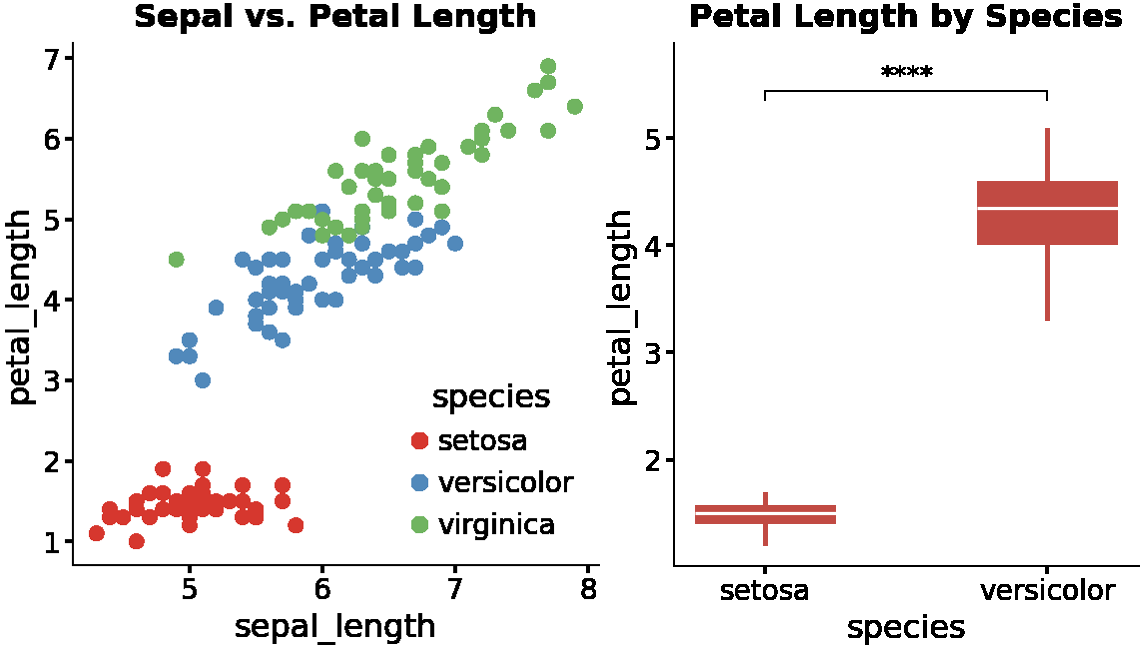 Sepal vs. Petal Length
7
6
5
4
3
2
1
petal_length
species
setosa
versicolor
virginica
5 6 7 8
sepal_length
Petal Length by Species
****
5
4
3
2
petal_length
setosa versicolor
species